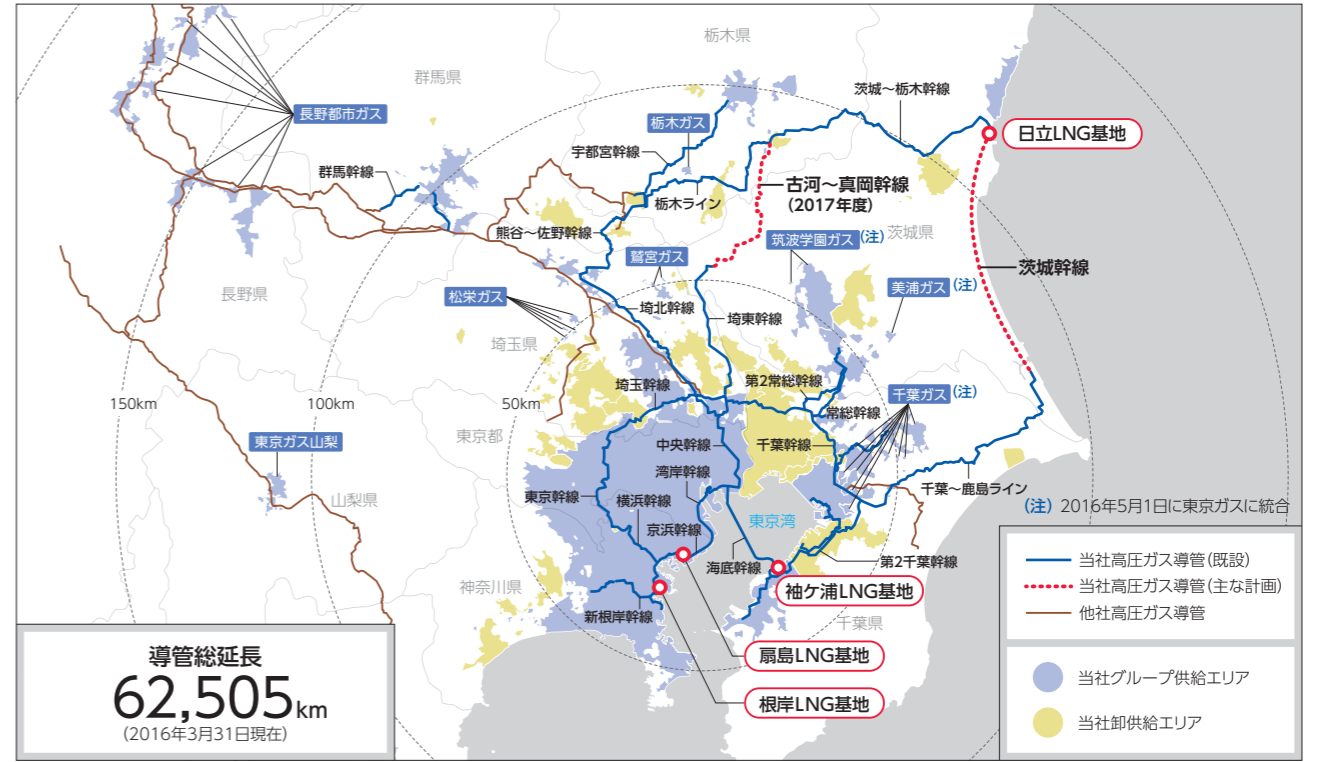 栃木県
群馬県
茨城～栃木幹線
長野都市ガス
栃木ガス
日立LNG基地
宇都宮幹線
群馬幹線
古河～真岡幹線
(2017年度)
栃木ライン
熊谷～佐野幹線
筑波学園ガス(注)
茨城県
鷲宮ガス
茨城幹線
長野県
松栄ガス
美浦ガス(注)
埼北幹線
埼東幹線
埼玉県
埼玉幹線
第2常総幹線
千葉ガス(注)
150km
100km
50km
常総幹線
東京都
東京ガス山梨
中央幹線
千葉幹線
湾岸幹線
山梨県
東京幹線
横浜幹線
千葉～鹿島ライン
(注) 2016年5月1日に東京ガスに統合
東京湾
京浜幹線
海底幹線
第2千葉幹線
神奈川県
袖ケ浦LNG基地
新根岸幹線
千葉県
扇島LNG基地
根岸LNG基地
当社高圧ガス導管(既設)
当社高圧ガス導管(主な計画)
他社高圧ガス導管
当社グループ供給エリア
当社卸供給エリア
導管総延長
62,505km
(2016年3月31日現在)